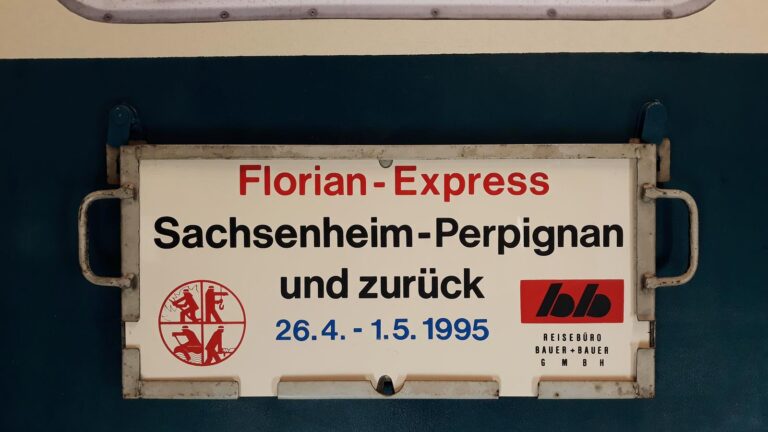 Florian-Express
Sachsenheim-Perpignan
und zurück
26.4. - 1.5. 1995
bb
REISEBÜRO
BAUER+BAUER
GMBH